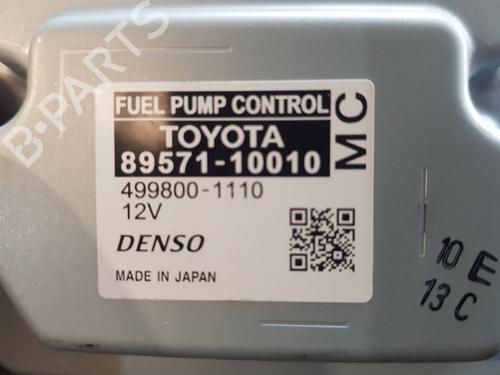 FUEL PUMP CONTROL
TOYOTA
89571-10010
MC
499800-1110
12V
DENSO
MADE IN JAPAN
10 E
13 C
B-PARTS